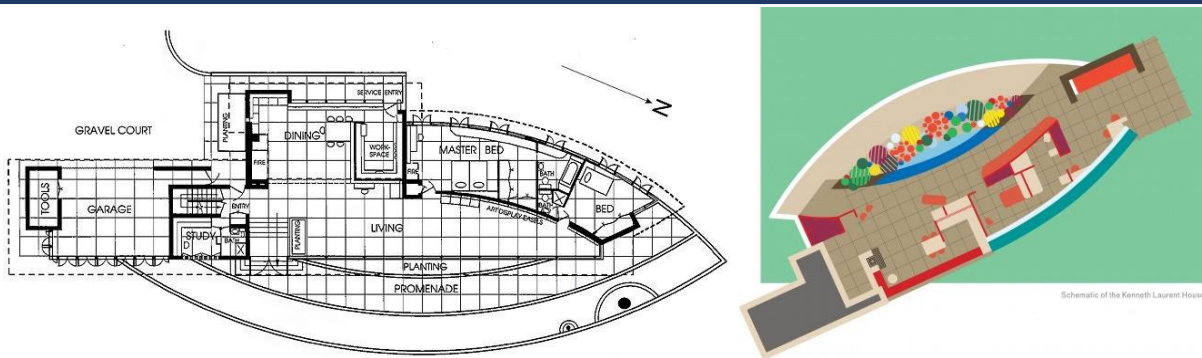 N
SERVICE ENTRY
GRAVEL COURT
PLANTING
DINING
WORK-
SPACE
MASTER BED
FIRE
FIRE
BATH
TOOLS
GARAGE
ENTRY
BED
ART DISPLAY EASELS
STUDY
BATH
PLANTING
LIVING
PLANTING
PROMENADE
Schematic of the Kenneth Laurent House